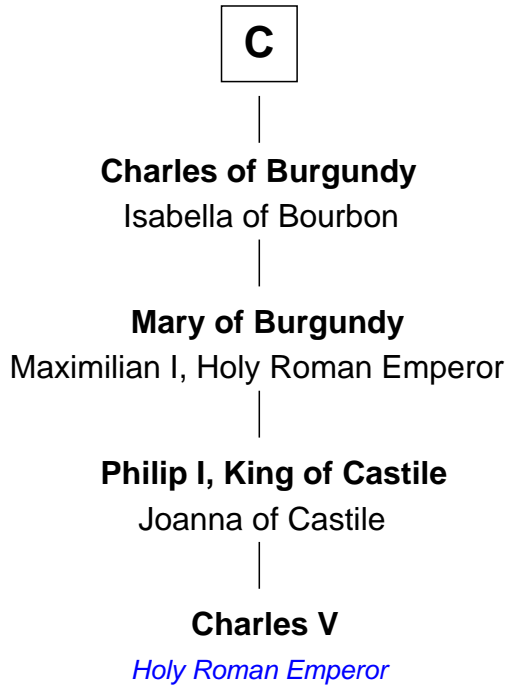 C
Charles of Burgundy
Isabella of Bourbon
Mary of Burgundy
Maximilian I, Holy Roman Emperor
Philip I, King of Castile
Joanna of Castile
Charles V
Holy Roman Emperor